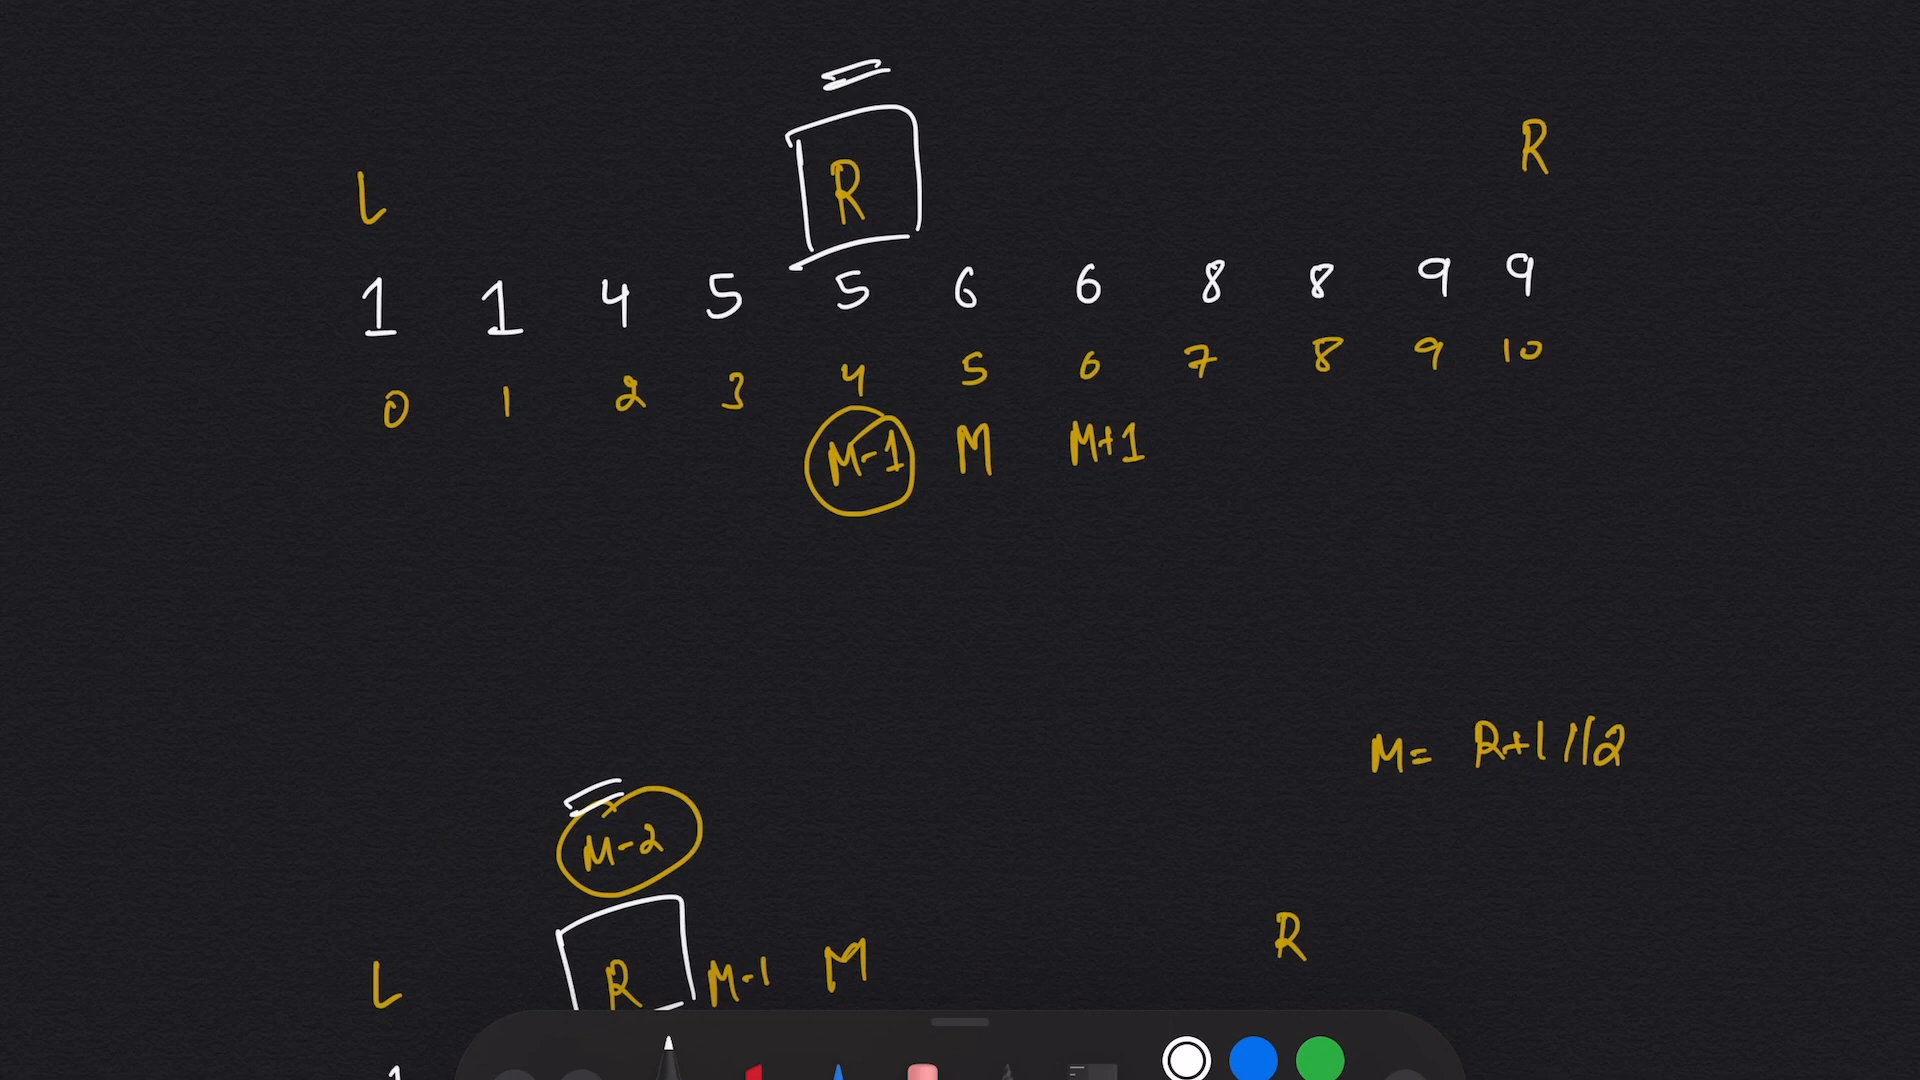 R
L R
1 1 4 5 5 6 6 8 8 9 9
0 1 2 3 4 5 6 7 8 9 10
M-1 M M+1
M= R+L//2
M-2
L R M-1 M R
1